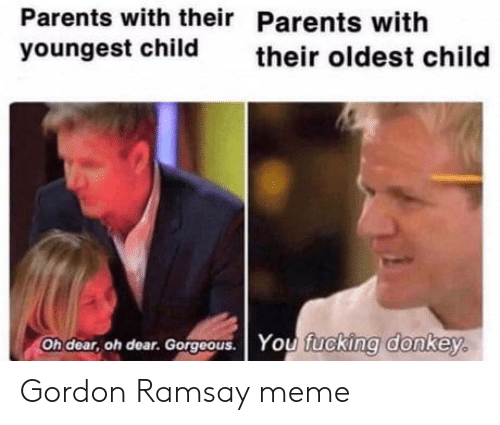 Parents with their
youngest child
Parents with
their oldest child
Oh dear, oh dear. Gorgeous.
You fucking donkey.
Gordon Ramsay meme